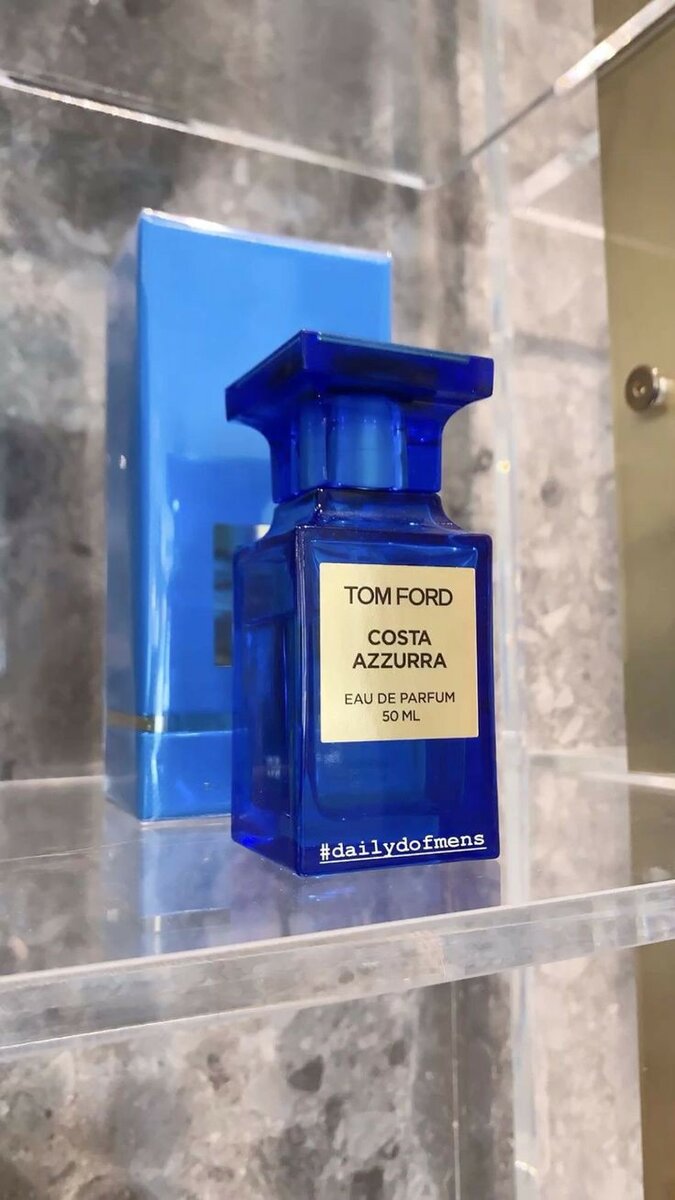 TOM FORD
COSTA
AZZURRA
EAU DE PARFUM
50 ML
#dailydofmens